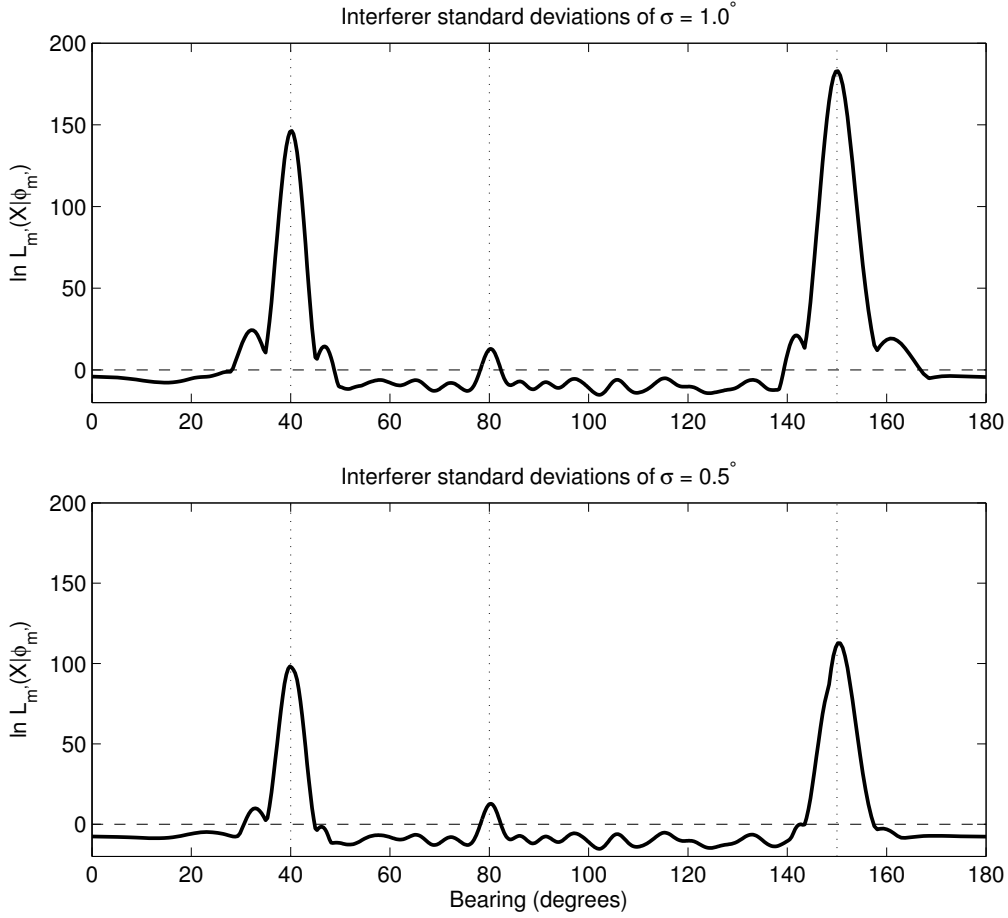 Interferer standard deviations of σ = 1.0°
200
150
100
50
0
ln L_m'(X|ϕ_m')
0 20 40 60 80 100 120 140 160 180
Interferer standard deviations of σ = 0.5°
200
150
100
50
0
ln L_m'(X|ϕ_m')
0 20 40 60 80 100 120 140 160 180
Bearing (degrees)